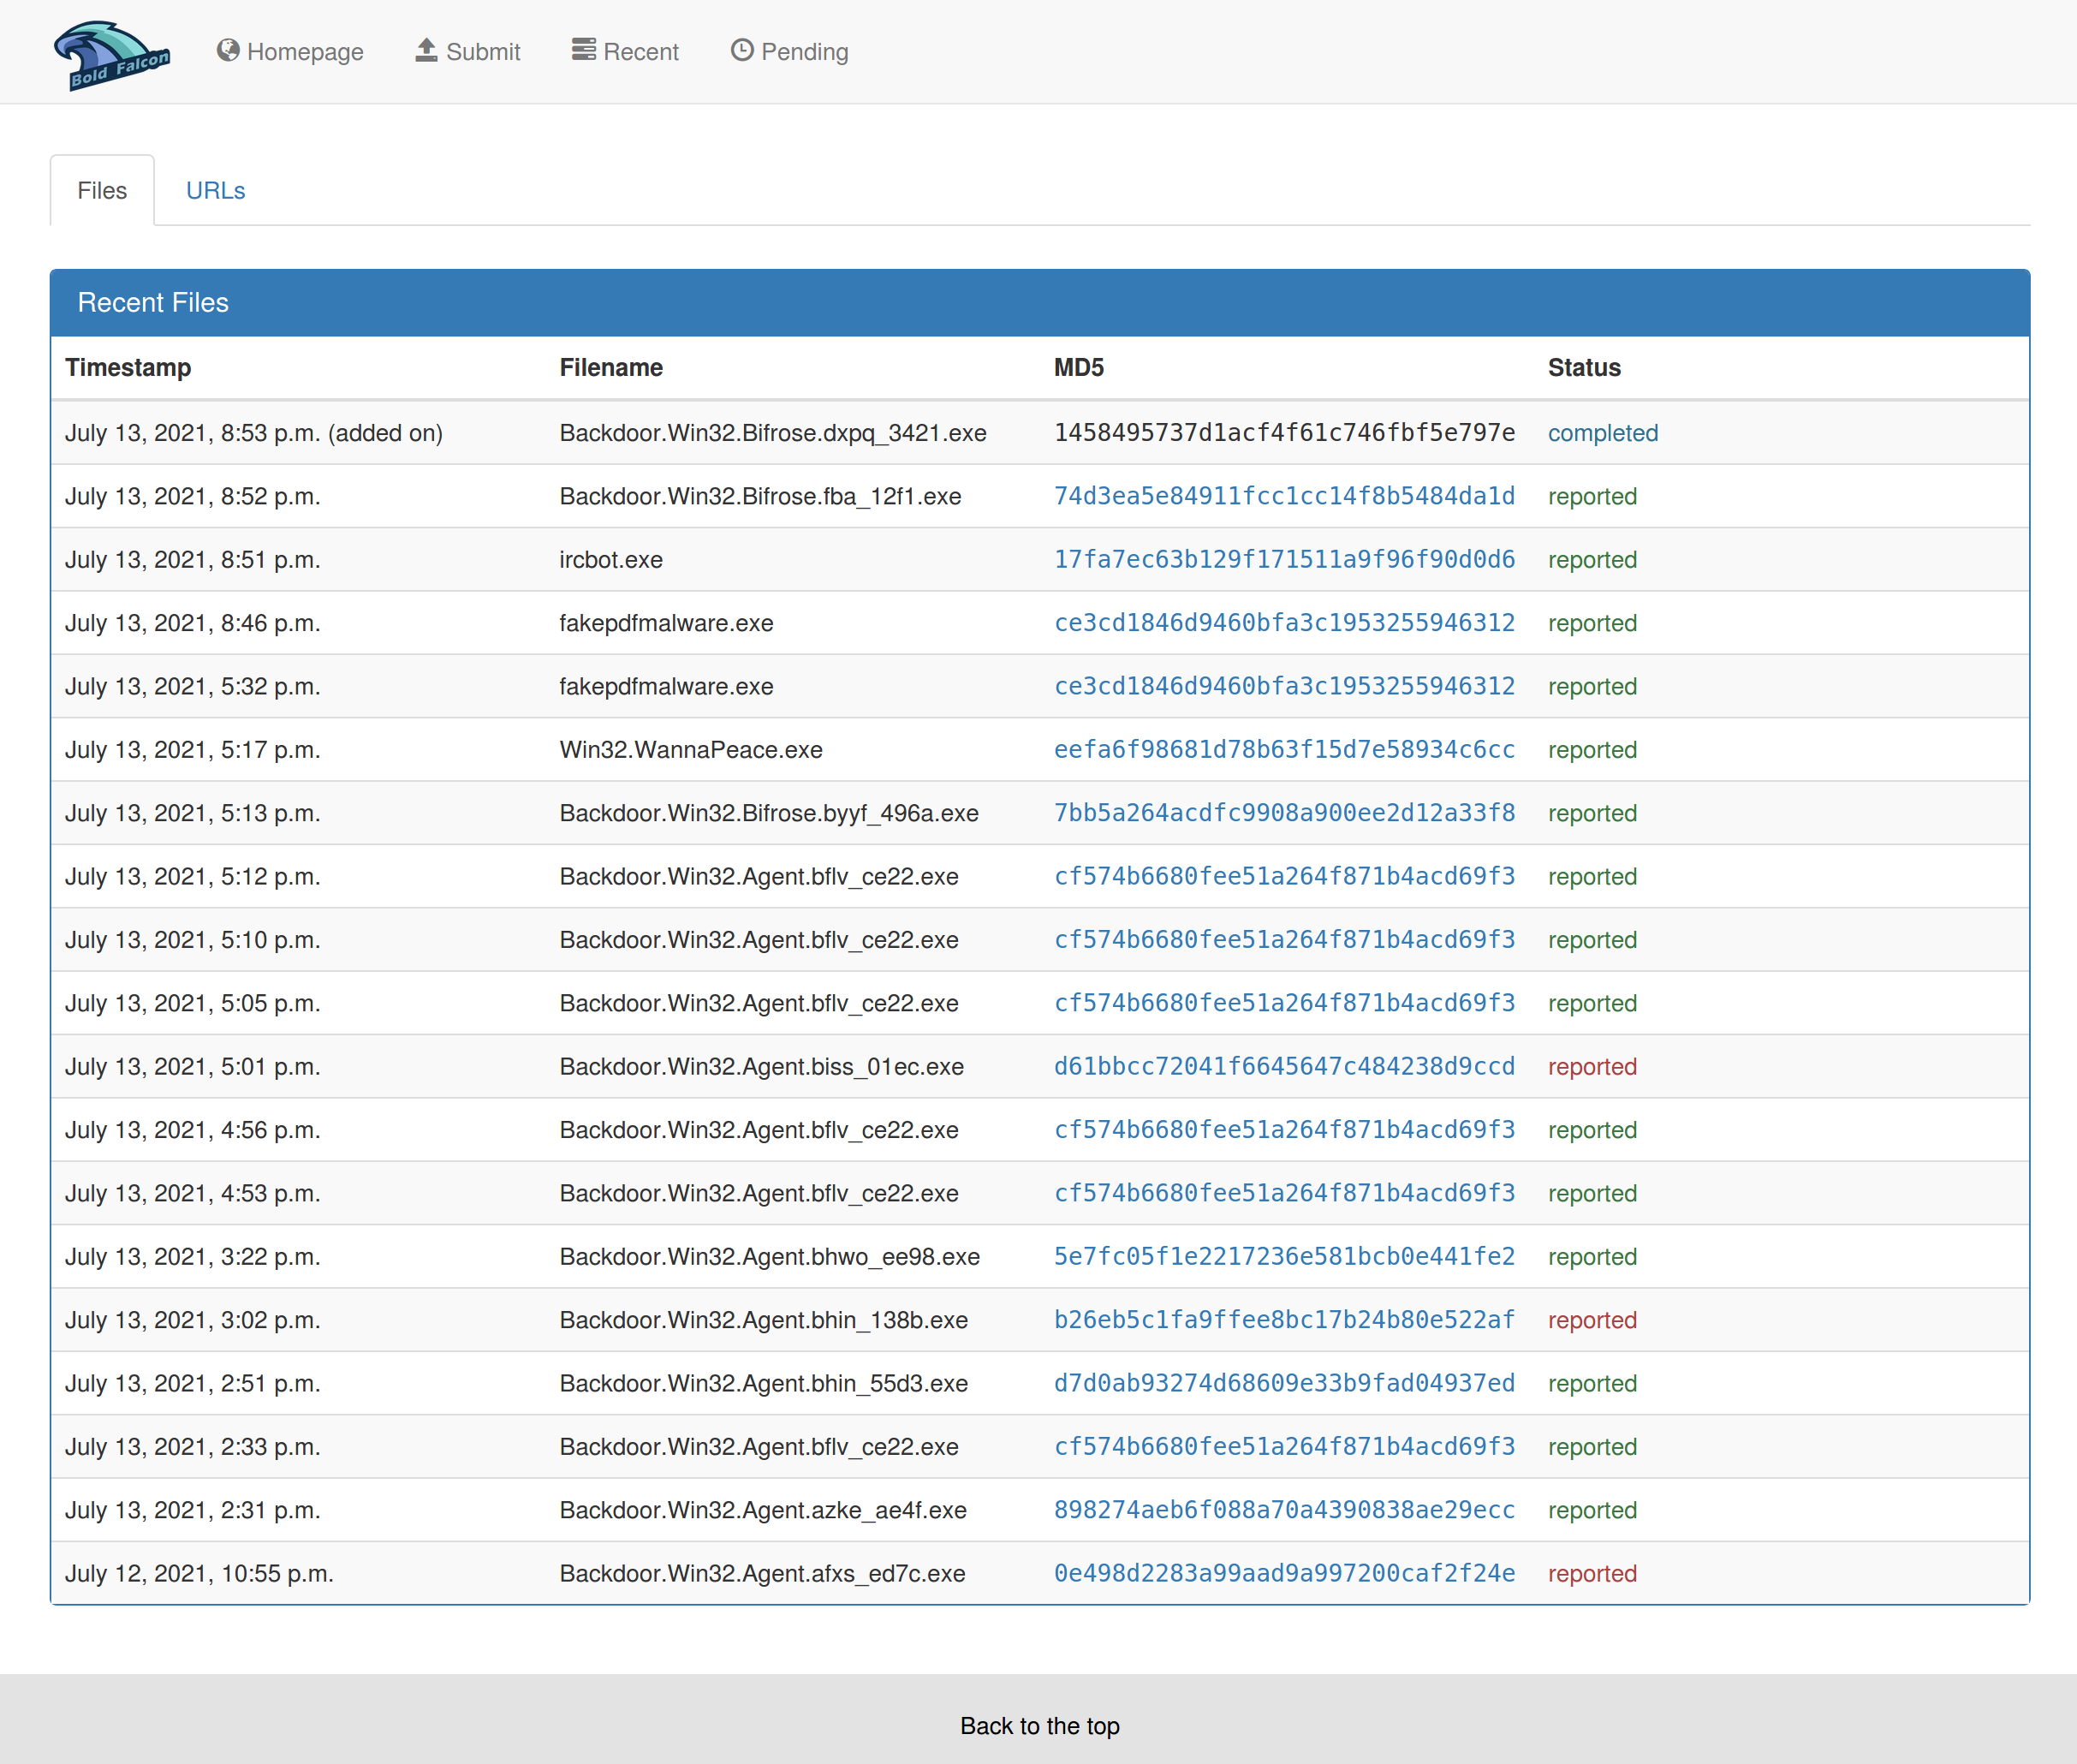 Bold Falcon
Homepage Submit Recent Pending
Files URLs
Recent Files
Timestamp Filename MD5 Status
July 13, 2021, 8:53 p.m. (added on) Backdoor.Win32.Bifrose.dxpq_3421.exe 1458495737d1acf4f61c746fbf5e797e completed
July 13, 2021, 8:52 p.m. Backdoor.Win32.Bifrose.fba_12f1.exe 74d3ea5e84911fcc1cc14f8b5484da1d reported
July 13, 2021, 8:51 p.m. ircbot.exe 17fa7ec63b129f171511a9f96f90d0d6 reported
July 13, 2021, 8:46 p.m. fakepdfmalware.exe ce3cd1846d9460bfa3c1953255946312 reported
July 13, 2021, 5:32 p.m. fakepdfmalware.exe ce3cd1846d9460bfa3c1953255946312 reported
July 13, 2021, 5:17 p.m. Win32.WannaPeace.exe eefa6f98681d78b63f15d7e58934c6cc reported
July 13, 2021, 5:13 p.m. Backdoor.Win32.Bifrose.byyf_496a.exe 7bb5a264acdfc9908a900ee2d12a33f8 reported
July 13, 2021, 5:12 p.m. Backdoor.Win32.Agent.bflv_ce22.exe cf574b6680fee51a264f871b4acd69f3 reported
July 13, 2021, 5:10 p.m. Backdoor.Win32.Agent.bflv_ce22.exe cf574b6680fee51a264f871b4acd69f3 reported
July 13, 2021, 5:05 p.m. Backdoor.Win32.Agent.bflv_ce22.exe cf574b6680fee51a264f871b4acd69f3 reported
July 13, 2021, 5:01 p.m. Backdoor.Win32.Agent.biss_01ec.exe d61bbcc72041f6645647c484238d9ccd reported
July 13, 2021, 4:56 p.m. Backdoor.Win32.Agent.bflv_ce22.exe cf574b6680fee51a264f871b4acd69f3 reported
July 13, 2021, 4:53 p.m. Backdoor.Win32.Agent.bflv_ce22.exe cf574b6680fee51a264f871b4acd69f3 reported
July 13, 2021, 3:22 p.m. Backdoor.Win32.Agent.bhwo_ee98.exe 5e7fc05f1e2217236e581bcb0e441fe2 reported
July 13, 2021, 3:02 p.m. Backdoor.Win32.Agent.bhin_138b.exe b26eb5c1fa9ffee8bc17b24b80e522af reported
July 13, 2021, 2:51 p.m. Backdoor.Win32.Agent.bhin_55d3.exe d7d0ab93274d68609e33b9fad04937ed reported
July 13, 2021, 2:33 p.m. Backdoor.Win32.Agent.bflv_ce22.exe cf574b6680fee51a264f871b4acd69f3 reported
July 13, 2021, 2:31 p.m. Backdoor.Win32.Agent.azke_ae4f.exe 898274aeb6f088a70a4390838ae29ecc reported
July 12, 2021, 10:55 p.m. Backdoor.Win32.Agent.afxs_ed7c.exe 0e498d2283a99aad9a997200caf2f24e reported
Back to the top